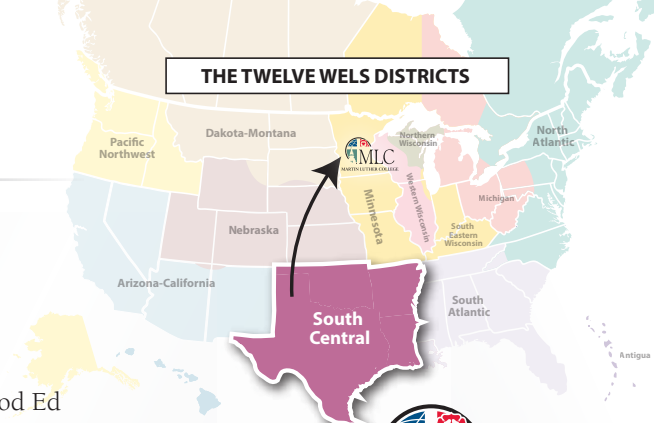 THE TWELVE WELS DISTRICTS
Pacific
Northwest
Dakota-Montana
MLC
MARTIN LUTHER COLLEGE
Northern
Wisconsin
North
Atlantic
Nebraska
Minnesota
Western Wisconsin
Michigan
South
Eastern
Wisconsin
Arizona-California
South
Central
South
Atlantic
Antigua
od Ed